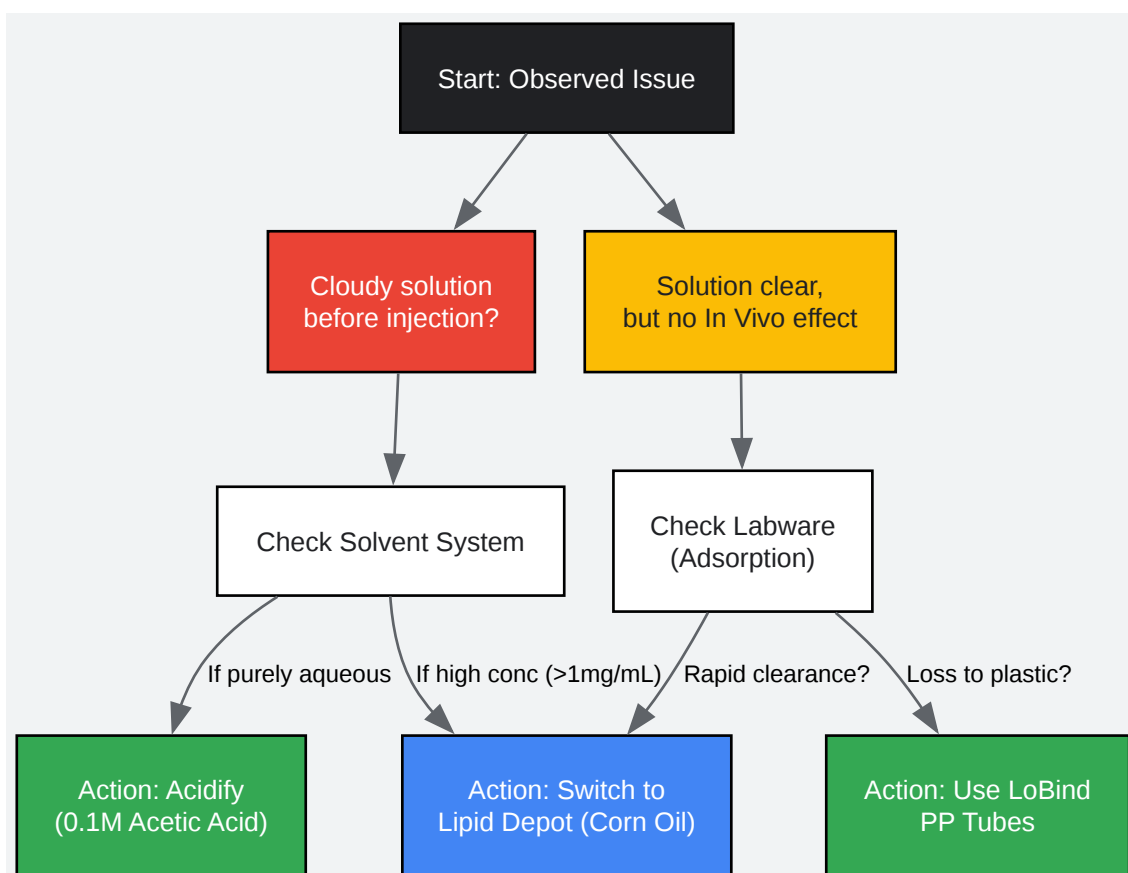 Start: Observed Issue
Cloudy solution
before injection?
Solution clear,
but no In Vivo effect
Check Solvent System
Check Labware
(Adsorption)
If purely aqueous
If high conc (>1mg/mL)
Rapid clearance?
Loss to plastic?
Action: Acidify
(0.1M Acetic Acid)
Action: Switch to
Lipid Depot (Corn Oil)
Action: Use LoBind
PP Tubes